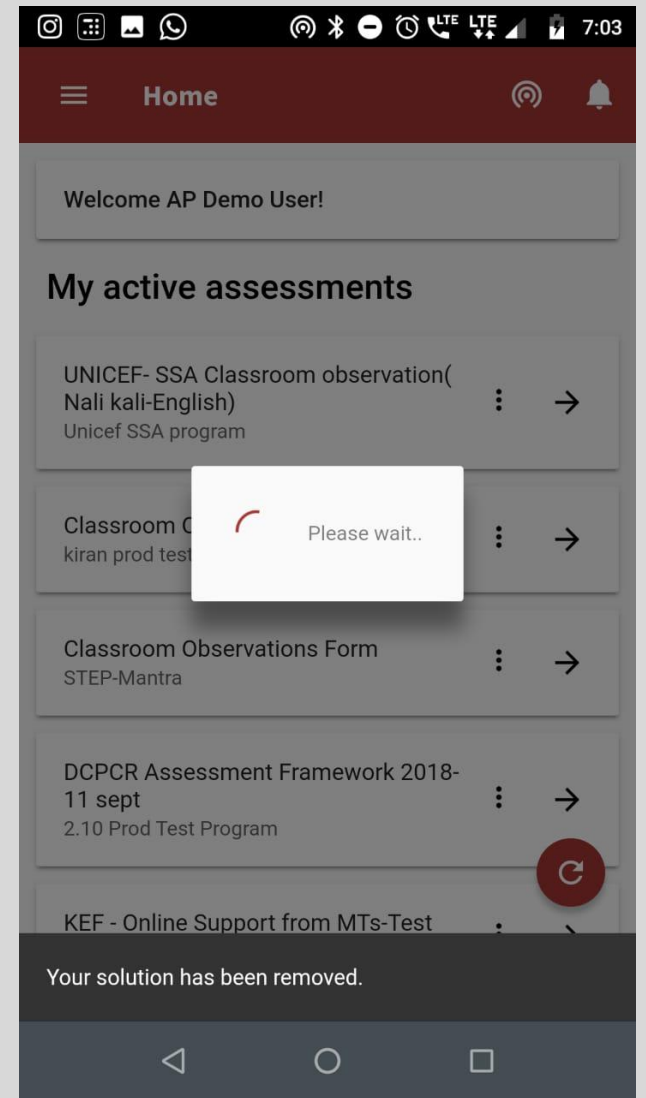 LTE LTE 7:03
Home
Welcome AP Demo User!
My active assessments
UNICEF- SSA Classroom observation(
Nali kali-English)
Unicef SSA program
Classroom
kiran prod test
Please wait..
Classroom Observations Form
STEP-Mantra
DCPCR Assessment Framework 2018-
11 sept
2.10 Prod Test Program
KEF - Online Support from MTs-Test
Your solution has been removed.